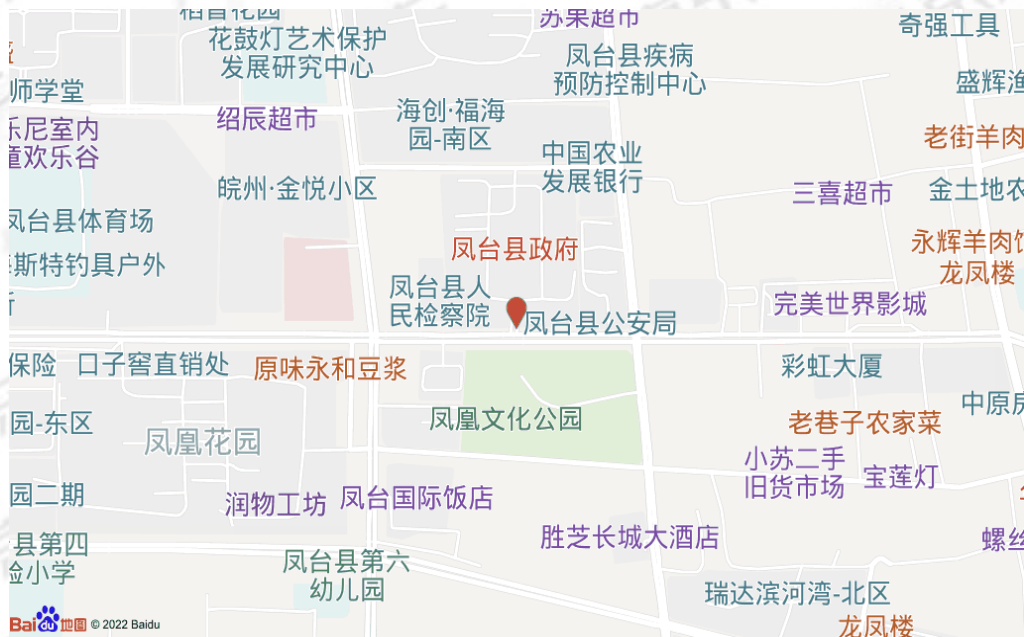 苏果超市
奇强工具
花鼓灯艺术保护
发展研究中心
凤台县疾病
预防控制中心
师学堂
盛辉渔
绍辰超市
海创·福海
园-南区
乐尼室内
童欢乐谷
老街羊肉
中国农业
发展银行
皖州·金悦小区
三喜超市
金土地农
凤台县体育场
凤台县政府
永辉羊肉馆
龙凤楼
斯特钓具户外
凤台县人
民检察院
完美世界影城
凤台县公安局
保险
口子窖直销处
原味永和豆浆
彩虹大厦
园-东区
凤凰花园
凤凰文化公园
老巷子农家菜
中原房
小苏二手
旧货市场
宝莲灯
园二期
润物工坊
凤台国际饭店
胜芝长城大酒店
螺丝
县第四
验小学
凤台县第六
幼儿园
瑞达滨河湾-北区
龙凤楼
Bai du 地图 © 2022 Baidu